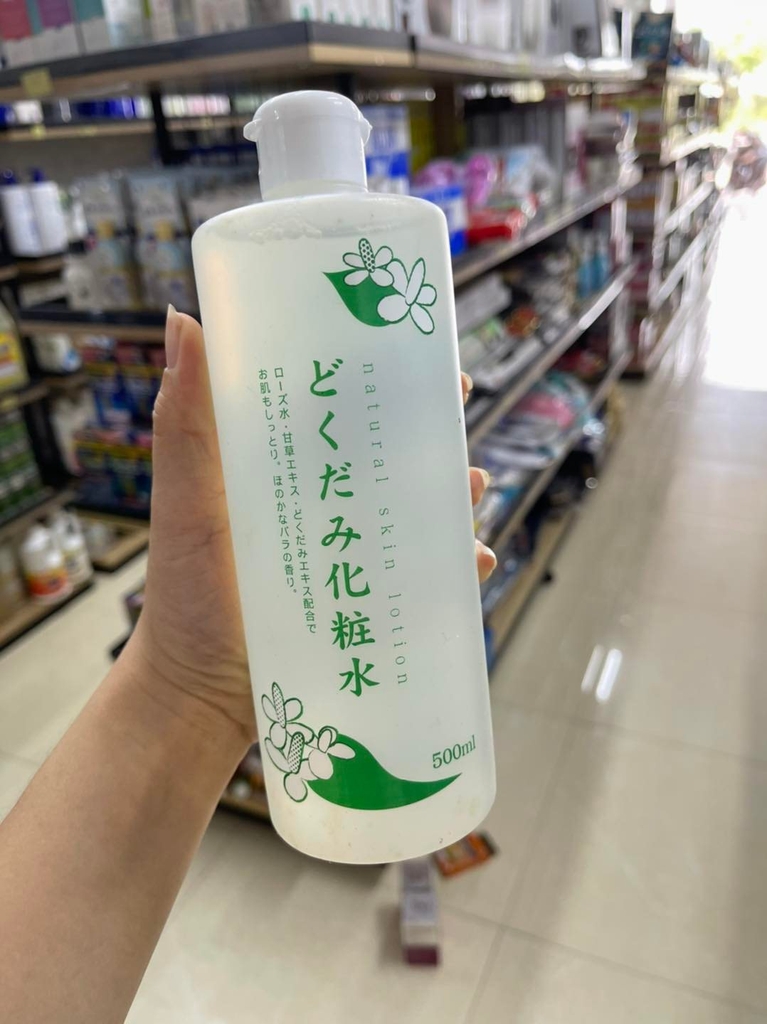 natural skin lotion
どくだみ化粧水
ローズ水・甘草エキス・どくだみエキス配合で
お肌もしっとり。ほのかなバラの香り。
500ml